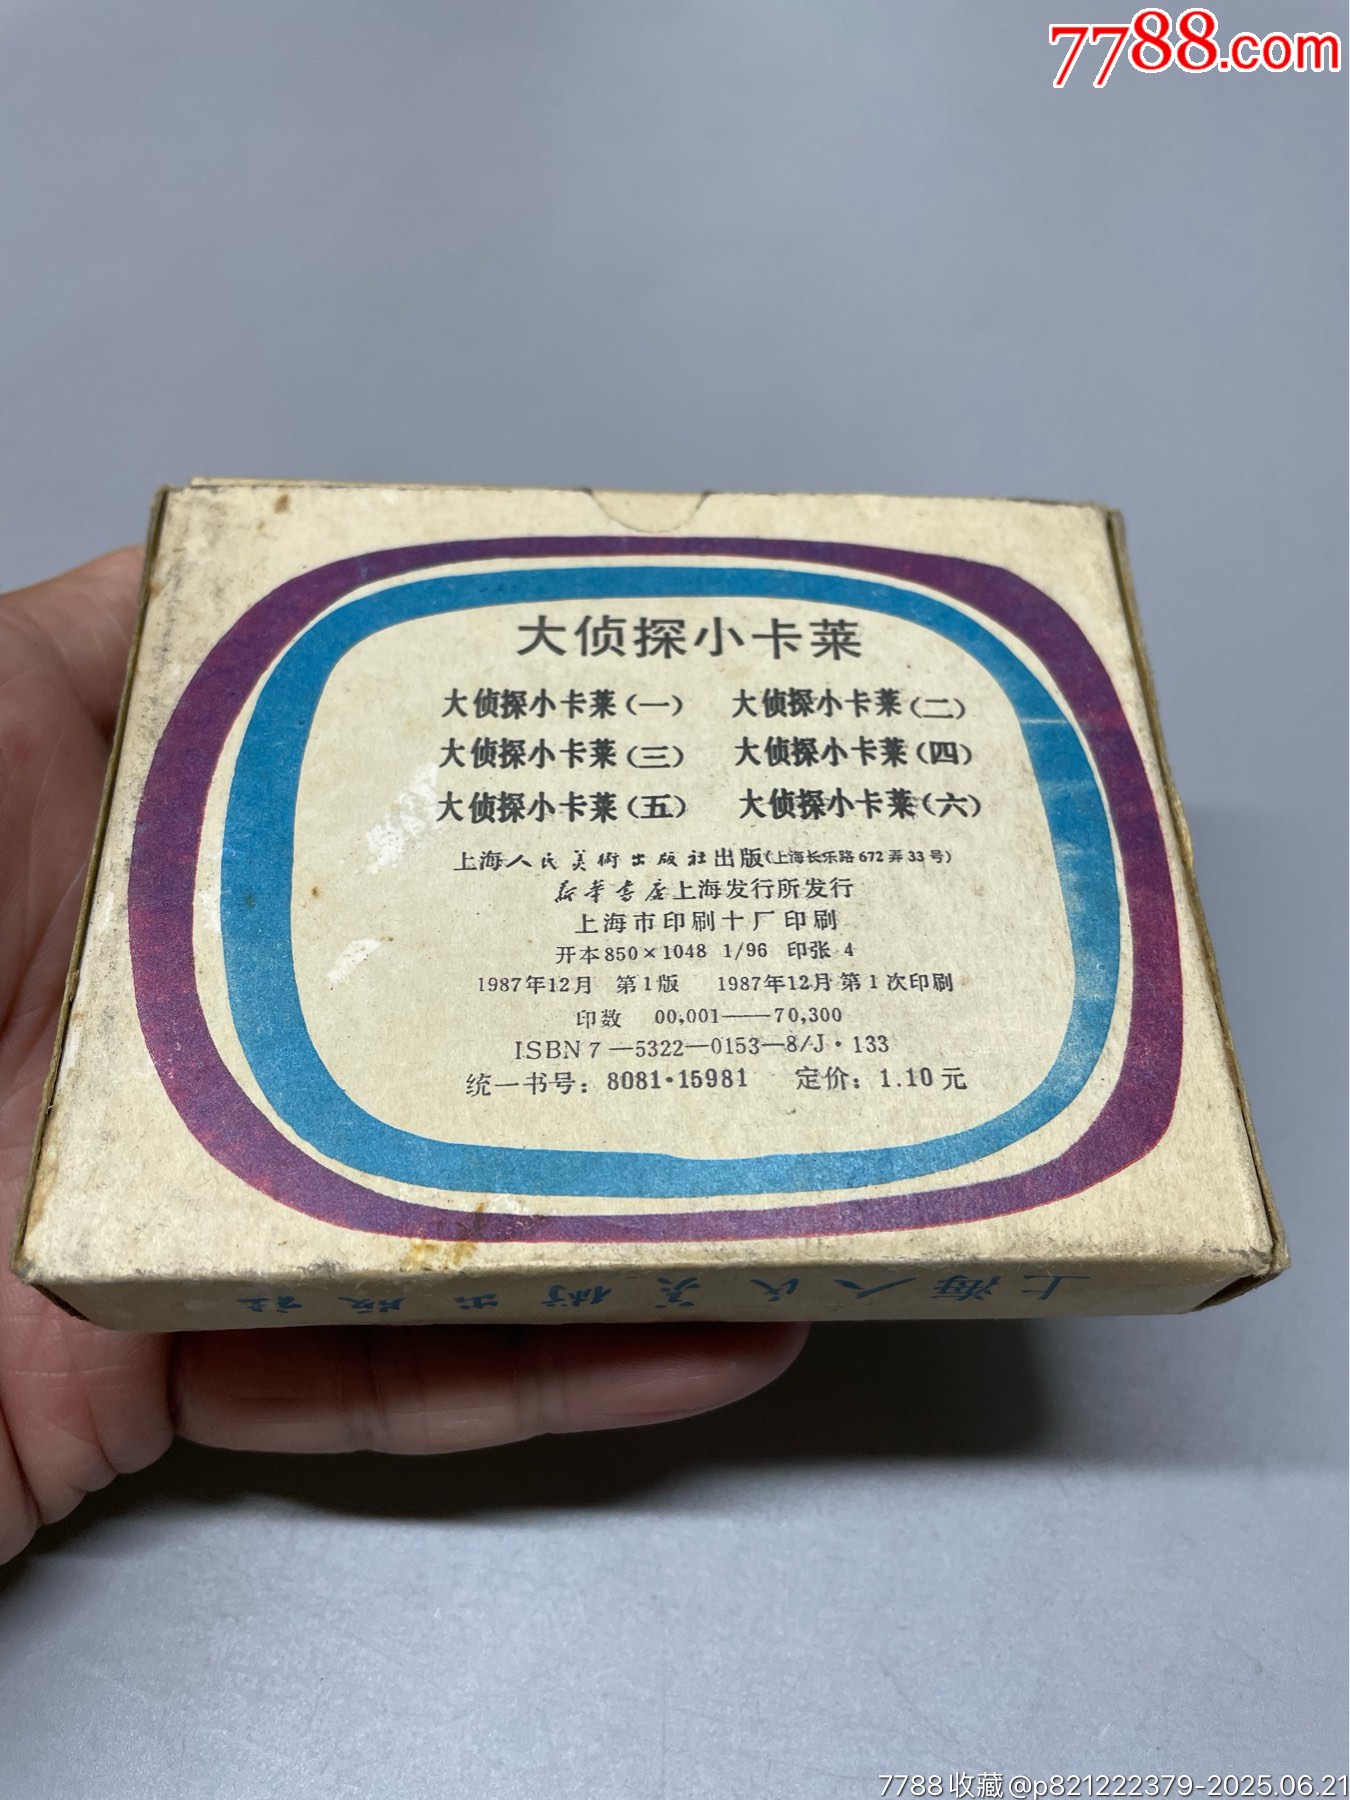 7788.com
大侦探小卡莱
大侦探小卡莱(一) 大侦探小卡莱(二)
大侦探小卡莱(三) 大侦探小卡莱(四)
大侦探小卡莱(五) 大侦探小卡莱(六)
上海人民美術出版社出版(上海长乐路672弄33号)
新华书店上海发行所发行
上海市印刷十厂印刷
开本850×1048 1/96 印张 4
1987年12月 第1版 1987年12月第1次印刷
印数 00,001——70,300
ISBN 7—5322—0153—8/J·133
统一书号：8081·15981 定价：1.10元
上海人民美術出版社
7788收藏@p821222379-2025.06.21